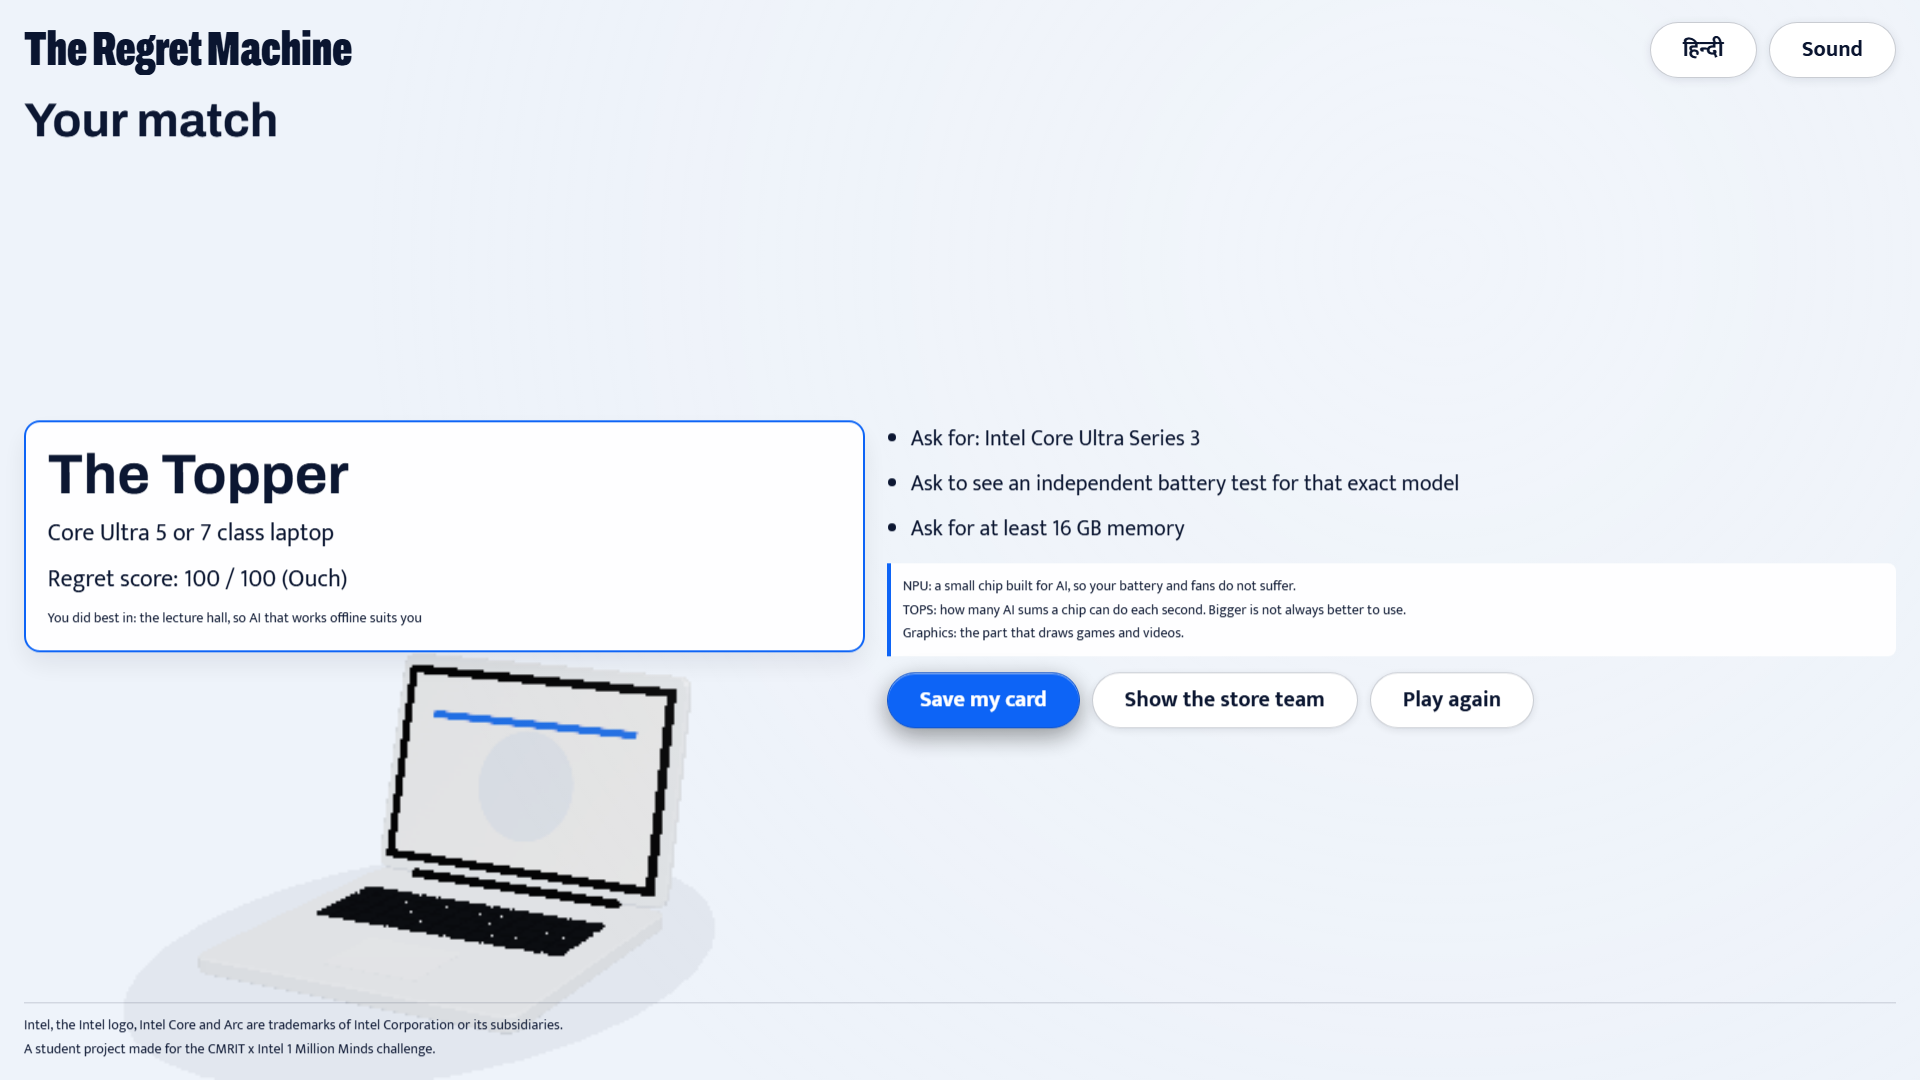 The Regret Machine
हिन्दी
Sound
Your match
The Topper
Core Ultra 5 or 7 class laptop
Regret score: 100 / 100 (Ouch)
You did best in: the lecture hall, so AI that works offline suits you
Ask for: Intel Core Ultra Series 3
Ask to see an independent battery test for that exact model
Ask for at least 16 GB memory
NPU: a small chip built for AI, so your battery and fans do not suffer.
TOPS: how many AI sums a chip can do each second. Bigger is not always better to use.
Graphics: the part that draws games and videos.
Save my card
Show the store team
Play again
Intel, the Intel logo, Intel Core and Arc are trademarks of Intel Corporation or its subsidiaries.
A student project made for the CMRIT x Intel 1 Million Minds challenge.